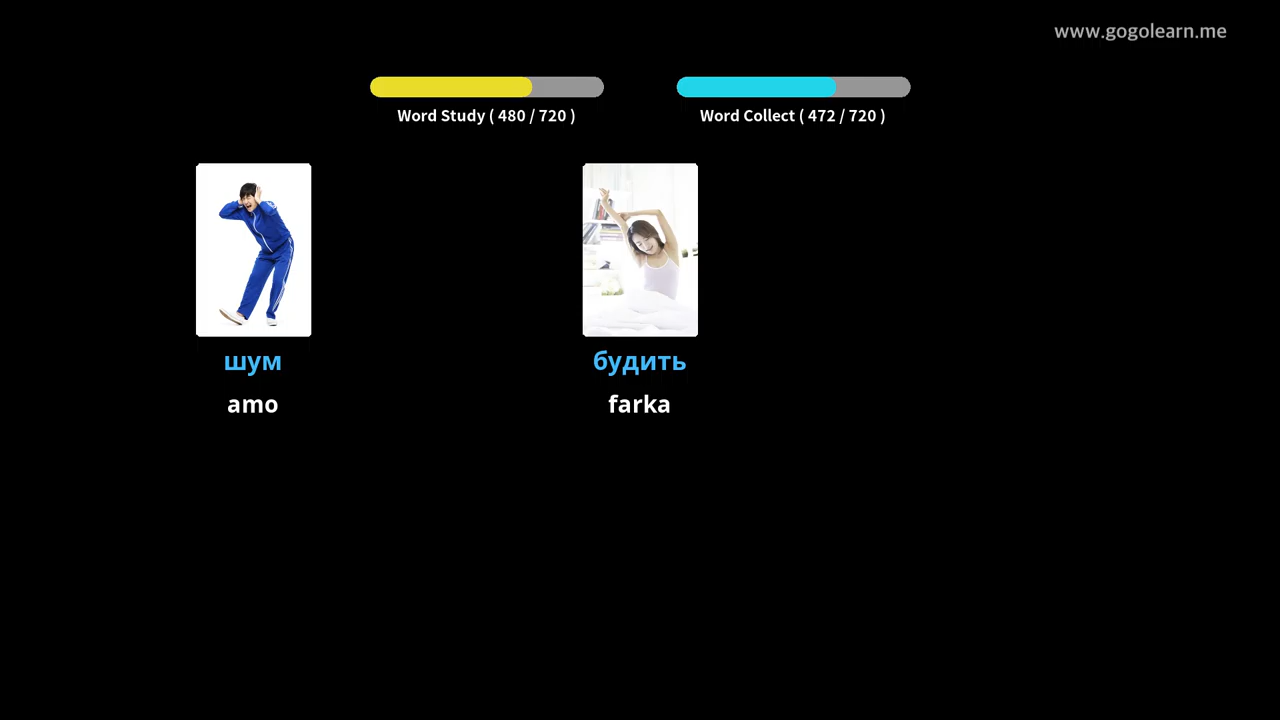 www.gogolearn.me
Word Study ( 480 / 720 )
Word Collect ( 472 / 720 )
шум
будить
amo
farka